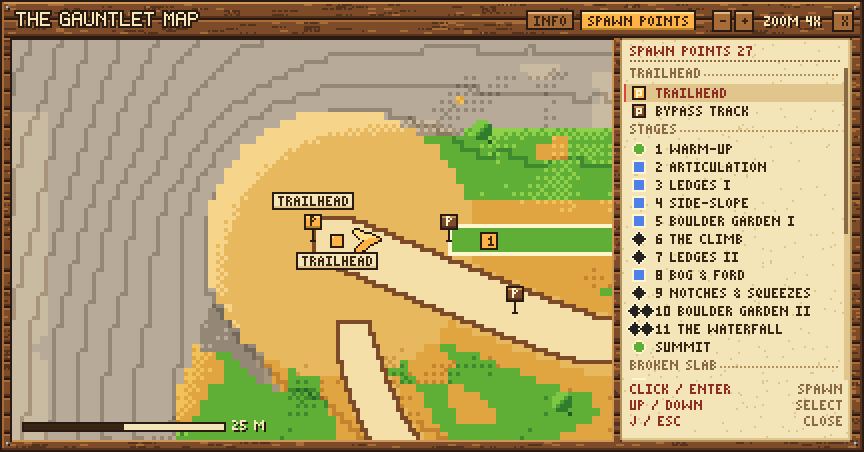 THE GAUNTLET MAP
INFO
SPAWN POINTS
- + ZOOM 4X
X
SPAWN POINTS 27
TRAILHEAD
P TRAILHEAD
P BYPASS TRACK
STAGES
1 WARM-UP
2 ARTICULATION
3 LEDGES I
4 SIDE-SLOPE
5 BOULDER GARDEN I
6 THE CLIMB
7 LEDGES II
8 BOG & FORD
9 NOTCHES & SQUEEZES
10 BOULDER GARDEN II
11 THE WATERFALL
SUMMIT
BROKEN SLAB
CLICK / ENTER SPAWN
UP / DOWN SELECT
J / ESC CLOSE
TRAILHEAD
P
P
1
TRAILHEAD
P
25 M